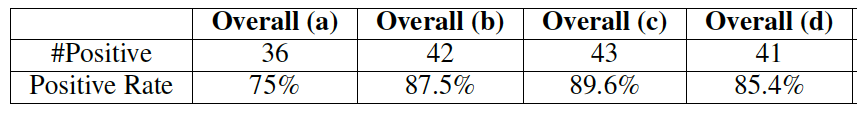 Overall (a) Overall (b) Overall (c) Overall (d)
#Positive 36 42 43 41
Positive Rate 75% 87.5% 89.6% 85.4%